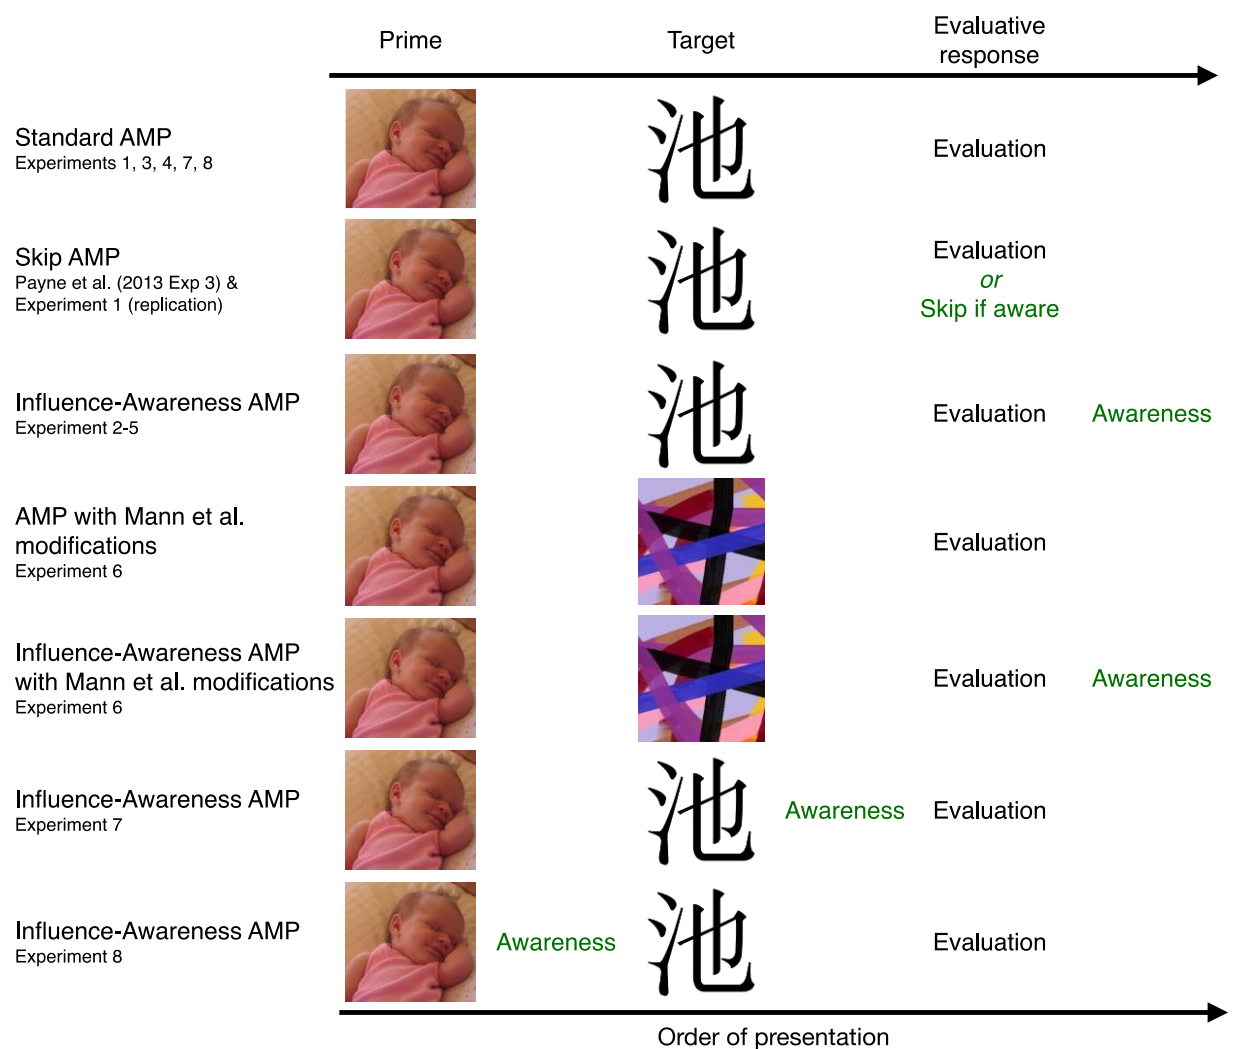 Prime
Target
Evaluative
response
Standard AMP
Experiments 1, 3, 4, 7, 8
池
Evaluation
Skip AMP
Payne et al. (2013 Exp 3) &
Experiment 1 (replication)
池
Evaluation
or
Skip if aware
Influence-Awareness AMP
Experiment 2-5
池
Evaluation
Awareness
AMP with Mann et al.
modifications
Experiment 6
Evaluation
Influence-Awareness AMP
with Mann et al. modifications
Experiment 6
Evaluation
Awareness
Influence-Awareness AMP
Experiment 7
池
Awareness
Evaluation
Influence-Awareness AMP
Experiment 8
Awareness
池
Evaluation
Order of presentation